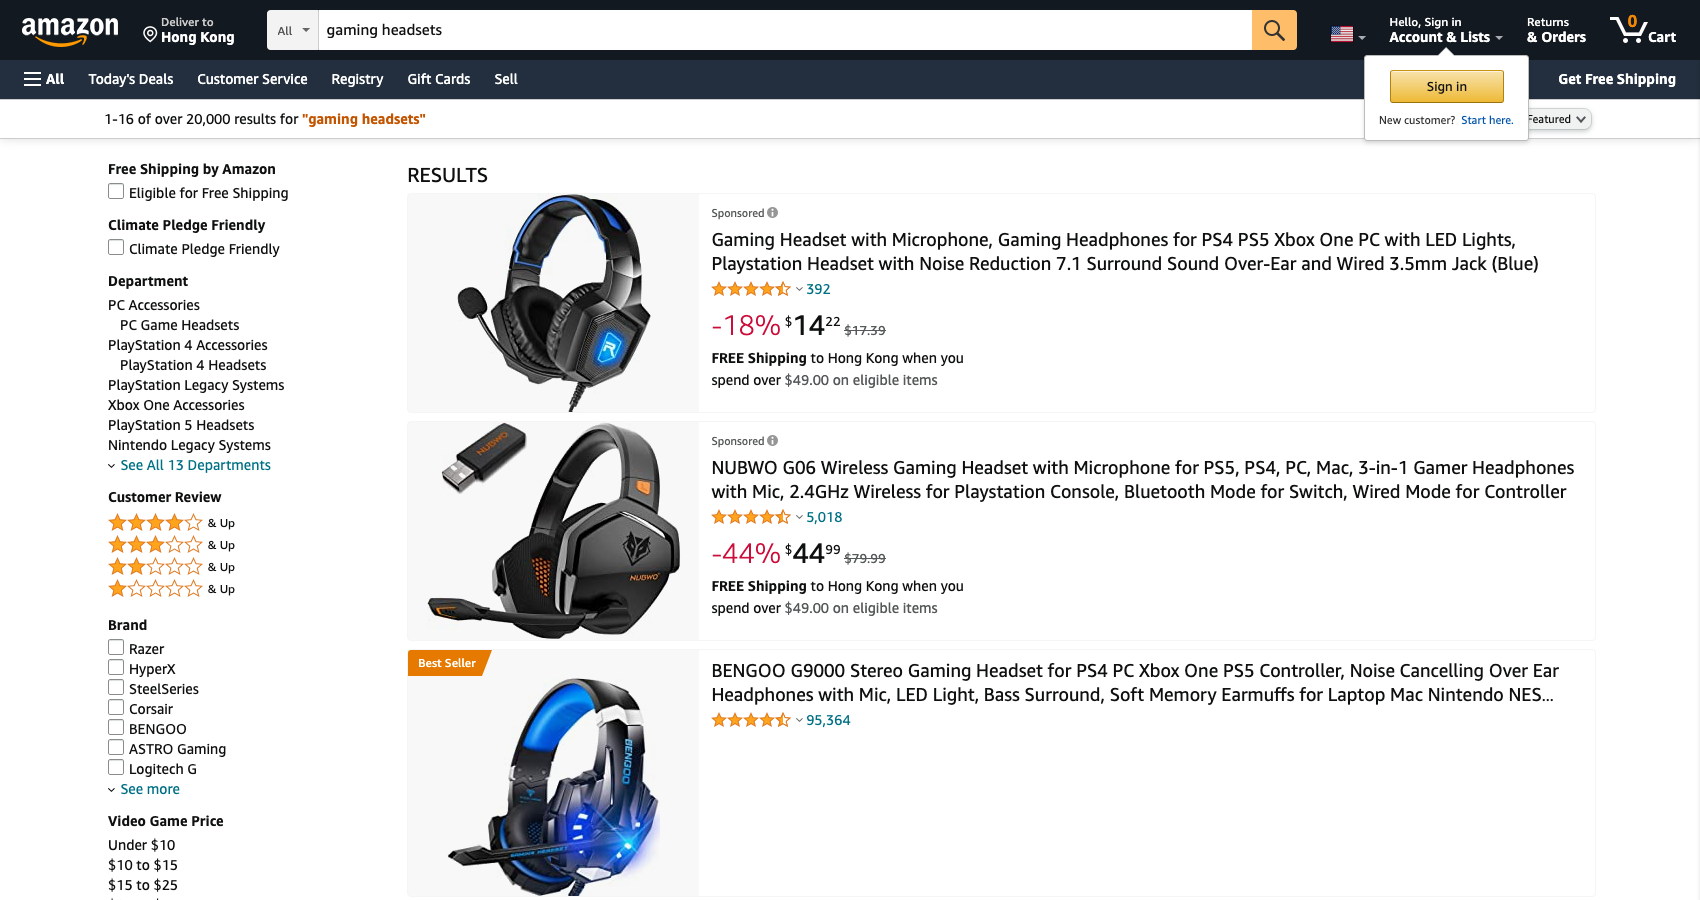 amazon
Deliver to
Hong Kong
All
gaming headsets
Hello, Sign in
Account & Lists
Returns
& Orders
0
Cart
All
Today's Deals
Customer Service
Registry
Gift Cards
Sell
Get Free Shipping
Sign in
New customer? Start here.
1-16 of over 20,000 results for "gaming headsets"
Featured
Free Shipping by Amazon
Eligible for Free Shipping
Climate Pledge Friendly
Climate Pledge Friendly
Department
PC Accessories
PC Game Headsets
PlayStation 4 Accessories
PlayStation 4 Headsets
PlayStation Legacy Systems
Xbox One Accessories
PlayStation 5 Headsets
Nintendo Legacy Systems
See All 13 Departments
Customer Review
& Up
& Up
& Up
& Up
Brand
Razer
HyperX
SteelSeries
Corsair
BENGOO
ASTRO Gaming
Logitech G
See more
Video Game Price
Under $10
$10 to $15
$15 to $25
RESULTS
Sponsored
Gaming Headset with Microphone, Gaming Headphones for PS4 PS5 Xbox One PC with LED Lights,
Playstation Headset with Noise Reduction 7.1 Surround Sound Over-Ear and Wired 3.5mm Jack (Blue)
392
-18% $14 22 $17.39
FREE Shipping to Hong Kong when you
spend over $49.00 on eligible items
NUBWO
NUBWO
Sponsored
NUBWO G06 Wireless Gaming Headset with Microphone for PS5, PS4, PC, Mac, 3-in-1 Gamer Headphones
with Mic, 2.4GHz Wireless for Playstation Console, Bluetooth Mode for Switch, Wired Mode for Controller
5,018
-44% $44 99 $79.99
FREE Shipping to Hong Kong when you
spend over $49.00 on eligible items
Best Seller
BENGOO
GAMING HEADSET
BENGOO G9000 Stereo Gaming Headset for PS4 PC Xbox One PS5 Controller, Noise Cancelling Over Ear
Headphones with Mic, LED Light, Bass Surround, Soft Memory Earmuffs for Laptop Mac Nintendo NES...
95,364